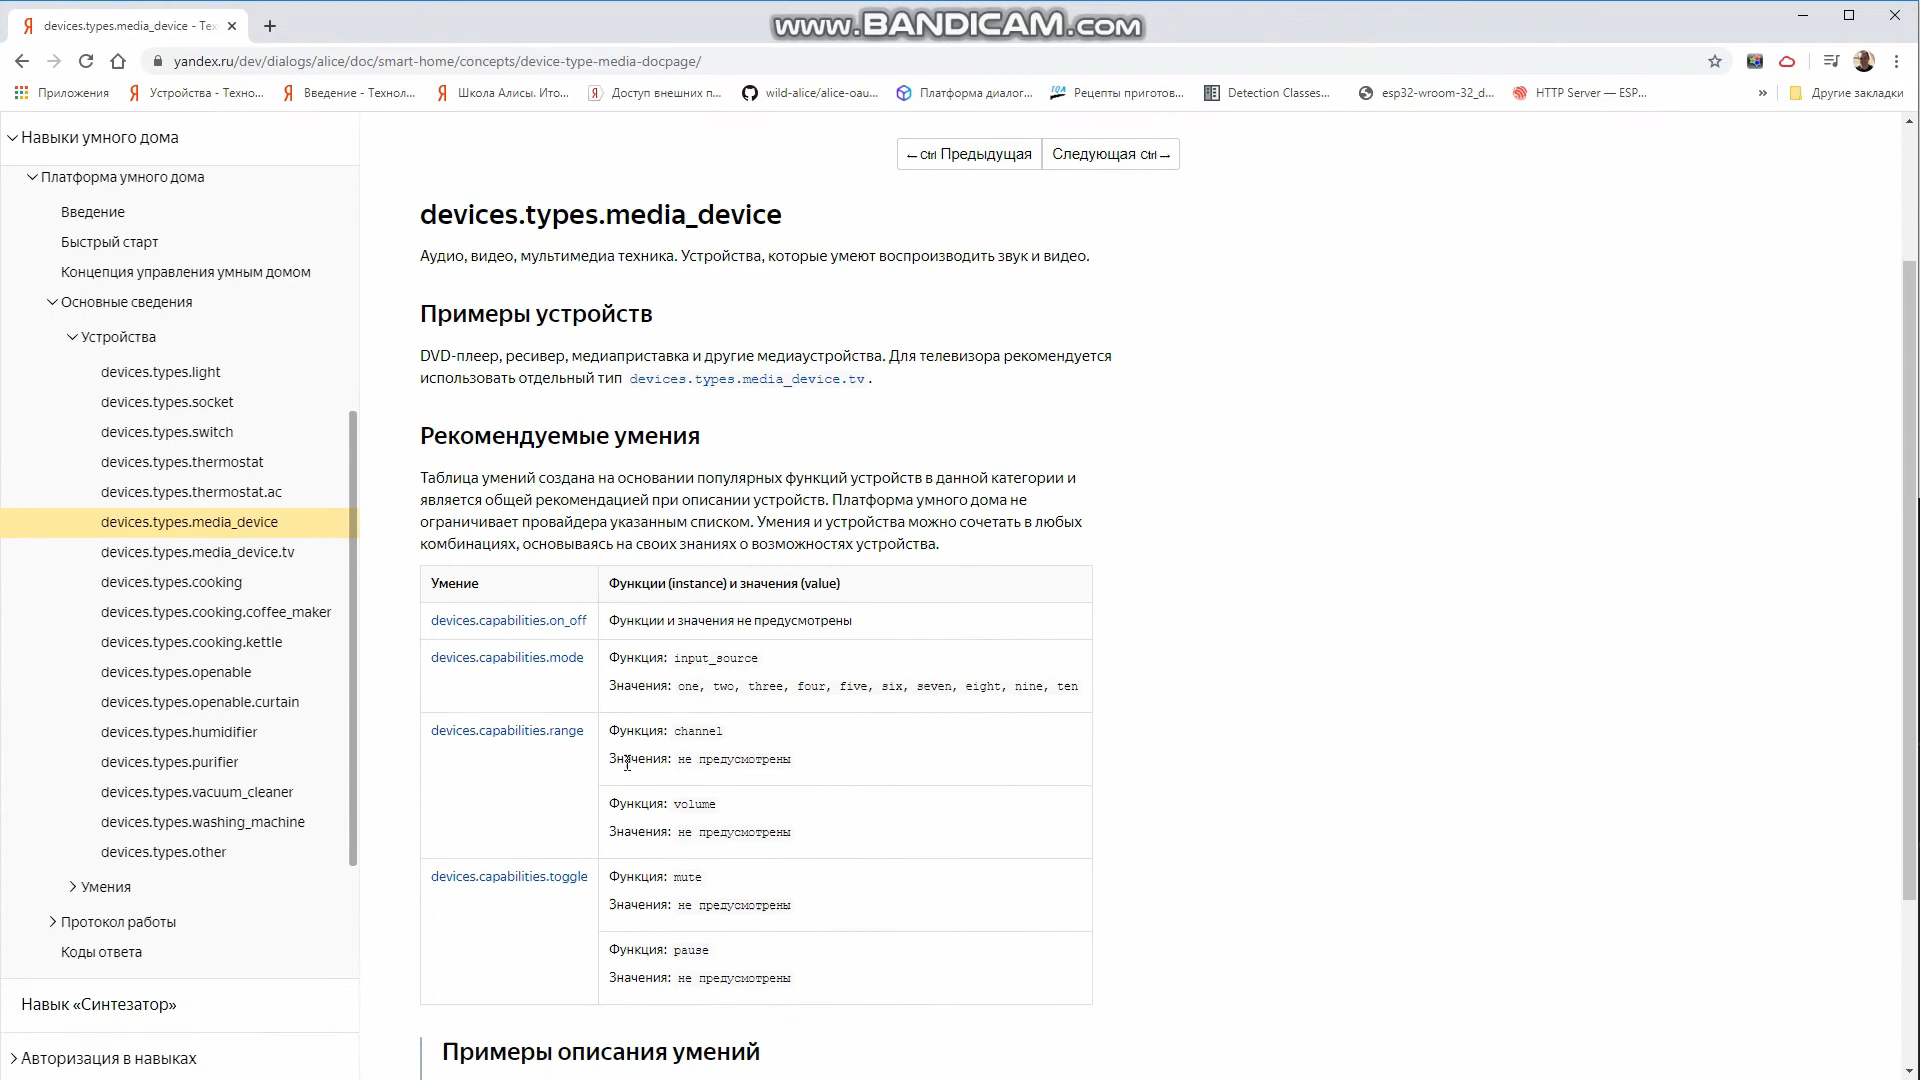 devices.types.media_device - Тех
www.BANDICAM.com
yandex.ru/dev/dialogs/alice/doc/smart-home/concepts/device-type-media-docpage/
Приложения
Устройства - Техно...
Введение - Технол...
Школа Алисы. Ито...
Доступ внешних п...
wild-alice/alice-oau...
Платформа диалог...
Рецепты приготов...
Detection Classes...
esp32-wroom-32_d...
HTTP Server — ESP...
»
Другие закладки
Навыки умного дома
Платформа умного дома
Введение
Быстрый старт
Концепция управления умным домом
Основные сведения
Устройства
devices.types.light
devices.types.socket
devices.types.switch
devices.types.thermostat
devices.types.thermostat.ac
devices.types.media_device
devices.types.media_device.tv
devices.types.cooking
devices.types.cooking.coffee_maker
devices.types.cooking.kettle
devices.types.openable
devices.types.openable.curtain
devices.types.humidifier
devices.types.purifier
devices.types.vacuum_cleaner
devices.types.washing_machine
devices.types.other
Умения
Протокол работы
Коды ответа
Навык «Синтезатор»
Авторизация в навыках
← Ctrl Предыдущая
Следующая Ctrl →
devices.types.media_device
Аудио, видео, мультимедиа техника. Устройства, которые умеют воспроизводить звук и видео.
Примеры устройств
DVD-плеер, ресивер, медиаприставка и другие медиаустройства. Для телевизора рекомендуется
использовать отдельный тип devices.types.media_device.tv.
Рекомендуемые умения
Таблица умений создана на основании популярных функций устройств в данной категории и
является общей рекомендацией при описании устройств. Платформа умного дома не
ограничивает провайдера указанным списком. Умения и устройства можно сочетать в любых
комбинациях, основываясь на своих знаниях о возможностях устройства.
Умение
Функции (instance) и значения (value)
devices.capabilities.on_off
Функции и значения не предусмотрены
devices.capabilities.mode
Функция: input_source
Значения: one, two, three, four, five, six, seven, eight, nine, ten
devices.capabilities.range
Функция: channel
Значения: не предусмотрены
Функция: volume
Значения: не предусмотрены
devices.capabilities.toggle
Функция: mute
Значения: не предусмотрены
Функция: pause
Значения: не предусмотрены
Примеры описания умений